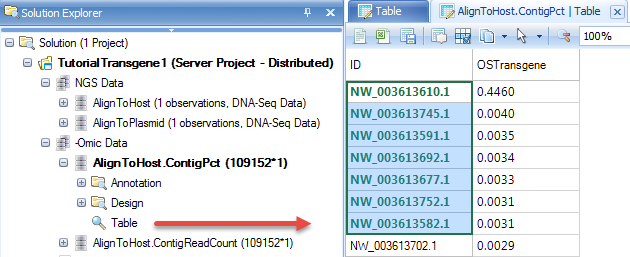 Solution Explorer
Solution (1 Project)
TutorialTransgene1 (Server Project - Distributed)
NGS Data
AlignToHost (1 observations, DNA-Seq Data)
AlignToPlasmid (1 observations, DNA-Seq Data)
-Omic Data
AlignToHost.ContigPct (109152*1)
Annotation
Design
Table
AlignToHost.ContigReadCount (109152*1)
Table
AlignToHost.ContigPct | Table
100%
ID OSTransgene
NW_003613610.1 0.4460
NW_003613745.1 0.0040
NW_003613591.1 0.0035
NW_003613692.1 0.0034
NW_003613677.1 0.0033
NW_003613752.1 0.0031
NW_003613582.1 0.0031
NW_003613702.1 0.0029